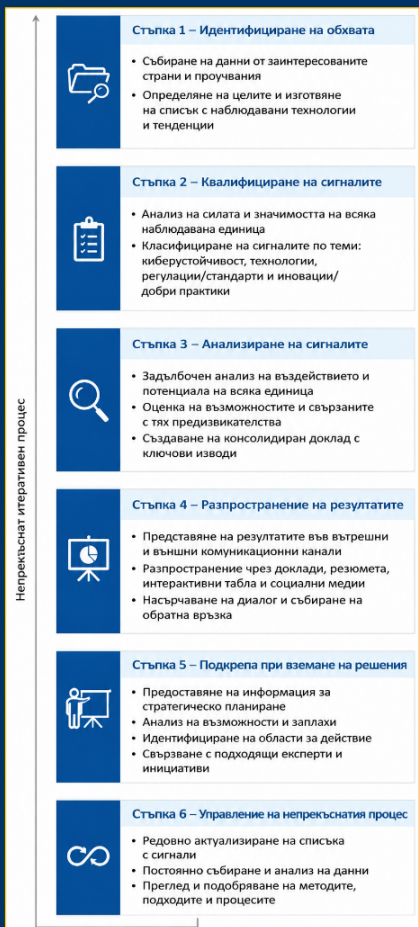 Стъпка 1 – Идентифициране на обхвата
• Събиране на данни от заинтересованите
страни и проучвания
• Определяне на целите и изготвяне
на списък с наблюдавани технологии
и тенденции
Стъпка 2 – Квалифициране на сигналите
• Анализ на силата и значимостта на всяка
наблюдавана единица
• Класифициране на сигналите по теми:
киберустойчивост, технологии,
регулации/стандарти и иновации/
добри практики
Стъпка 3 – Анализиране на сигналите
• Задълбочен анализ на въздействието и
потенциала на всяка единица
• Оценка на възможностите и свързаните
с тях предизвикателства
• Създаване на консолидиран доклад с
ключови изводи
Стъпка 4 – Разпространение на резултатите
• Представяне на резултатите във вътрешни
и външни комуникационни канали
• Разпространение чрез доклади, резюмета,
интерактивни табла и социални медии
• Насърчаване на диалог и събиране на
обратна връзка
Стъпка 5 – Подкрепа при вземане на решения
• Предоставяне на информация за
стратегическо планиране
• Анализ на възможности и заплахи
• Идентифициране на области за действие
• Свързване с подходящи експерти и
инициативи
Стъпка 6 – Управление на непрекъснатия процес
• Редовно актуализиране на списъка
с сигнали
• Постоянно събиране и анализ на данни
• Преглед и подобряване на методите,
подходите и процесите
Непрекъснат итеративен процес